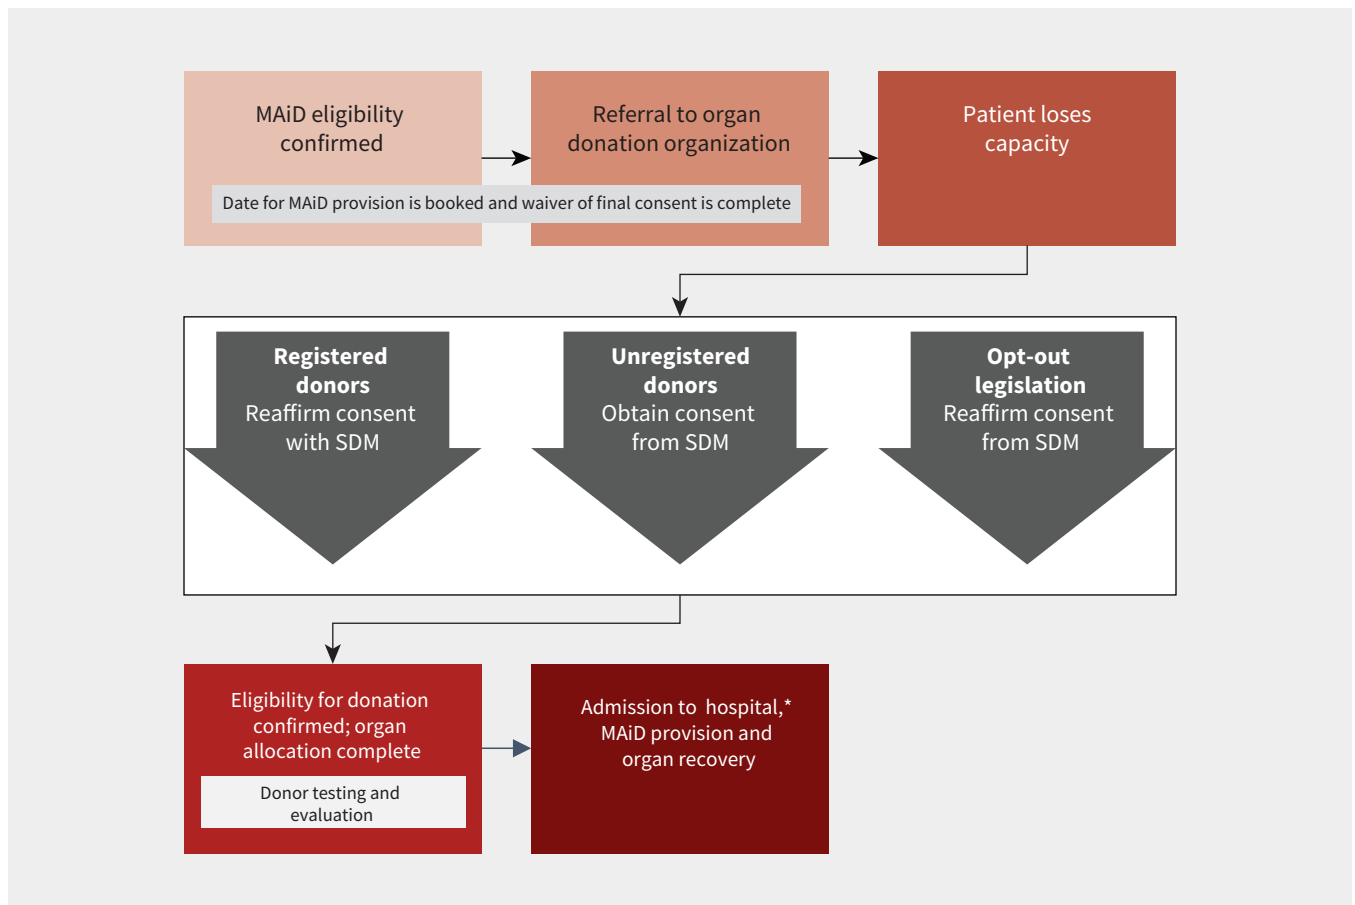 MAiD eligibility
confirmed
Referral to organ
donation organization
Patient loses
capacity
Date for MAiD provision is booked and waiver of final consent is complete
Registered
donors
Reaffirm consent
with SDM
Unregistered
donors
Obtain consent
from SDM
Opt-out
legislation
Reaffirm consent
from SDM
Eligibility for donation
confirmed; organ
allocation complete
Donor testing and
evaluation
Admission to hospital,*
MAiD provision and
organ recovery